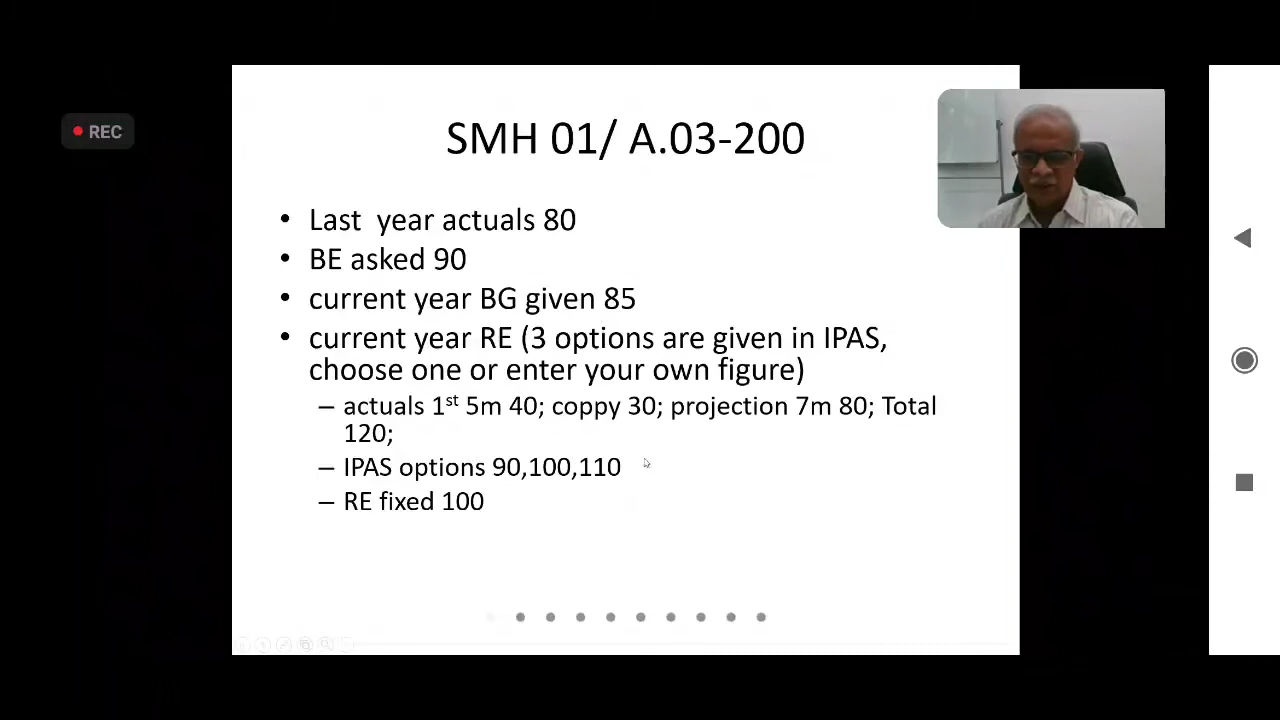 REC
SMH 01/ A.03-200
• Last  year actuals 80
• BE asked 90
• current year BG given 85
• current year RE (3 options are given in IPAS,
choose one or enter your own figure)
– actuals 1st 5m 40; coppy 30; projection 7m 80; Total
120;
– IPAS options 90,100,110
– RE fixed 100